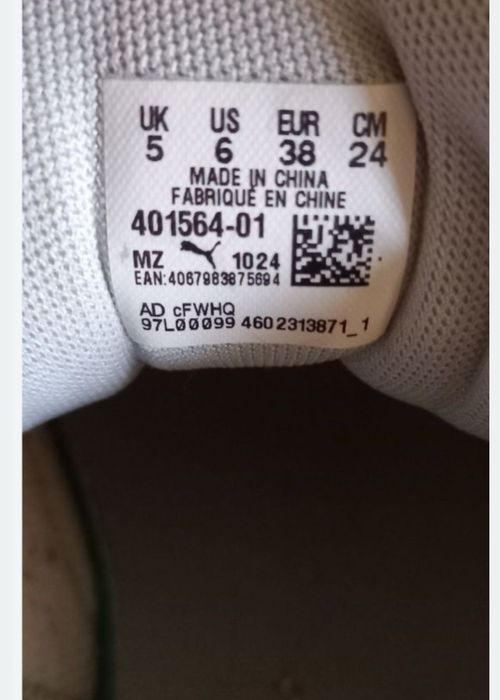 UK US EUR CM
5 6 38 24
MADE IN CHINA
FABRIQUÉ EN CHINE
401564-01
MZ 1024
EAN:4067983875694
AD cFWHQ
97L00099 4602313871_1